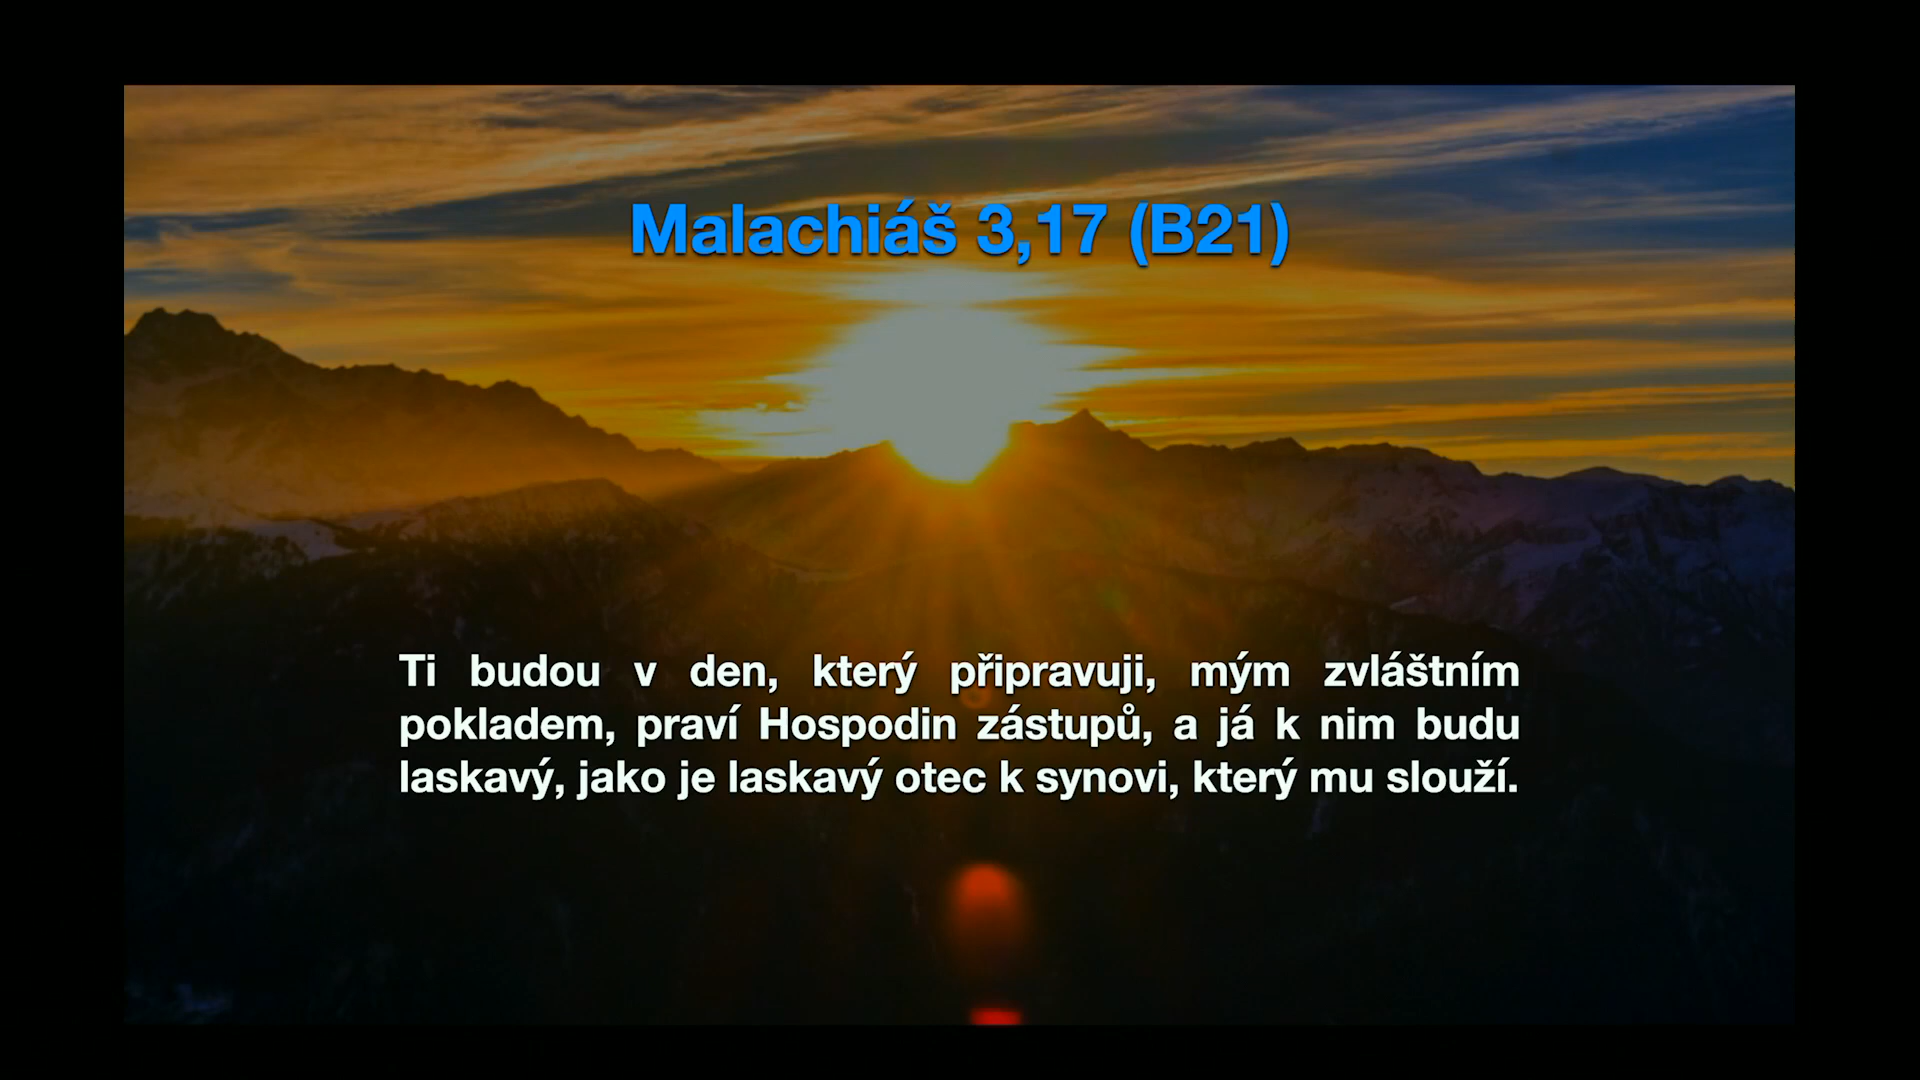 Malachiáš 3,17 (B21)
Ti budou v den, který připravuji, mým zvláštním
pokladem, praví Hospodin zástupů, a já k nim budu
laskavý, jako je laskavý otec k synovi, který mu slouží.